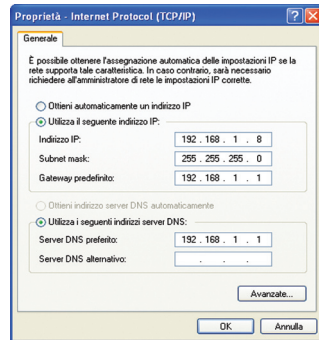 Proprietà - Internet Protocol (TCP/IP)
Generale
È possibile ottenere l'assegnazione automatica delle impostazioni IP se la
rete supporta tale caratteristica. In caso contrario, sarà necessario
richiedere all'amministratore di rete le impostazioni IP corrette.
Ottieni automaticamente un indirizzo IP
Utilizza il seguente indirizzo IP:
Indirizzo IP: 192 . 168 . 1 . 8
Subnet mask: 255 . 255 . 255 . 0
Gateway predefinito: 192 . 168 . 1 . 1
Ottieni indirizzo server DNS automaticamente
Utilizza i seguenti indirizzi server DNS:
Server DNS preferito: 192 . 168 . 1 . 1
Server DNS alternativo: . . .
Avanzate...
OK Annulla